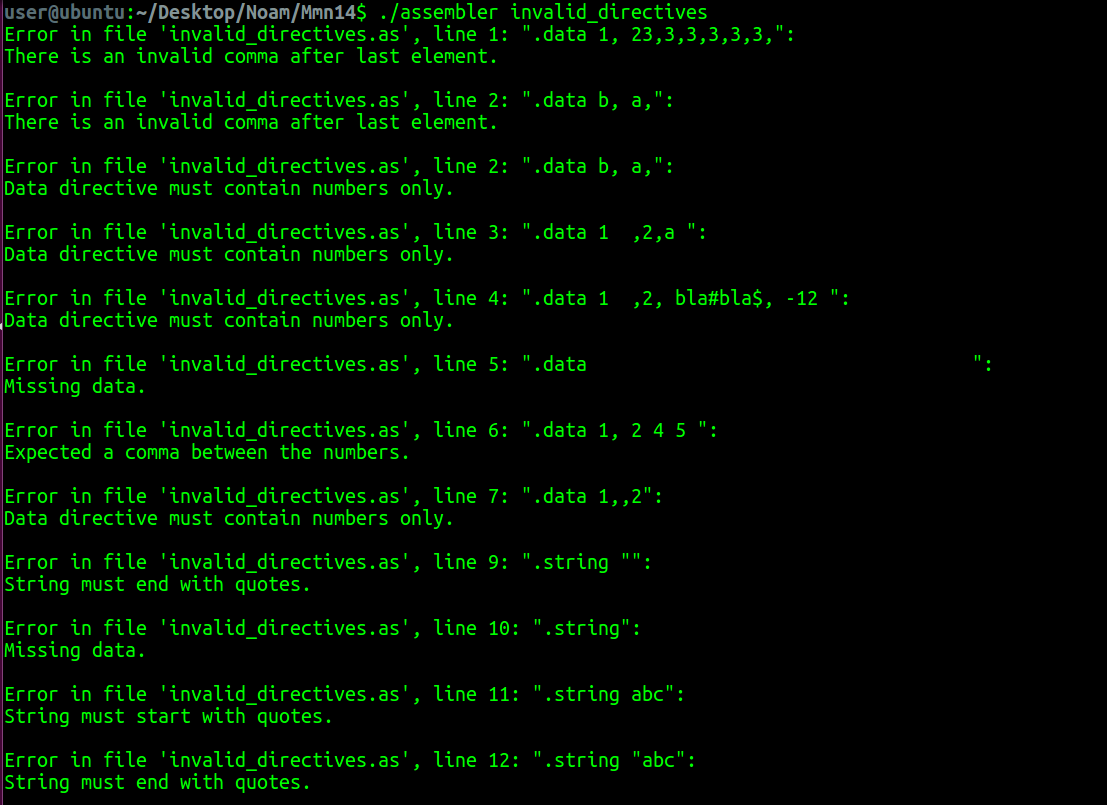 user@ubuntu:~/Desktop/Noam/Mmn14$ ./assembler invalid_directives
Error in file 'invalid_directives.as', line 1: ".data 1, 23,3,3,3,3,3,":
There is an invalid comma after last element.

Error in file 'invalid_directives.as', line 2: ".data b, a,":
There is an invalid comma after last element.

Error in file 'invalid_directives.as', line 2: ".data b, a,":
Data directive must contain numbers only.

Error in file 'invalid_directives.as', line 3: ".data 1  ,2,a ":
Data directive must contain numbers only.

Error in file 'invalid_directives.as', line 4: ".data 1  ,2, bla#bla$, -12 ":
Data directive must contain numbers only.

Error in file 'invalid_directives.as', line 5: ".data                                   ":
Missing data.

Error in file 'invalid_directives.as', line 6: ".data 1, 2 4 5 ":
Expected a comma between the numbers.

Error in file 'invalid_directives.as', line 7: ".data 1,,2":
Data directive must contain numbers only.

Error in file 'invalid_directives.as', line 9: ".string "":
String must end with quotes.

Error in file 'invalid_directives.as', line 10: ".string":
Missing data.

Error in file 'invalid_directives.as', line 11: ".string abc":
String must start with quotes.

Error in file 'invalid_directives.as', line 12: ".string "abc":
String must end with quotes.